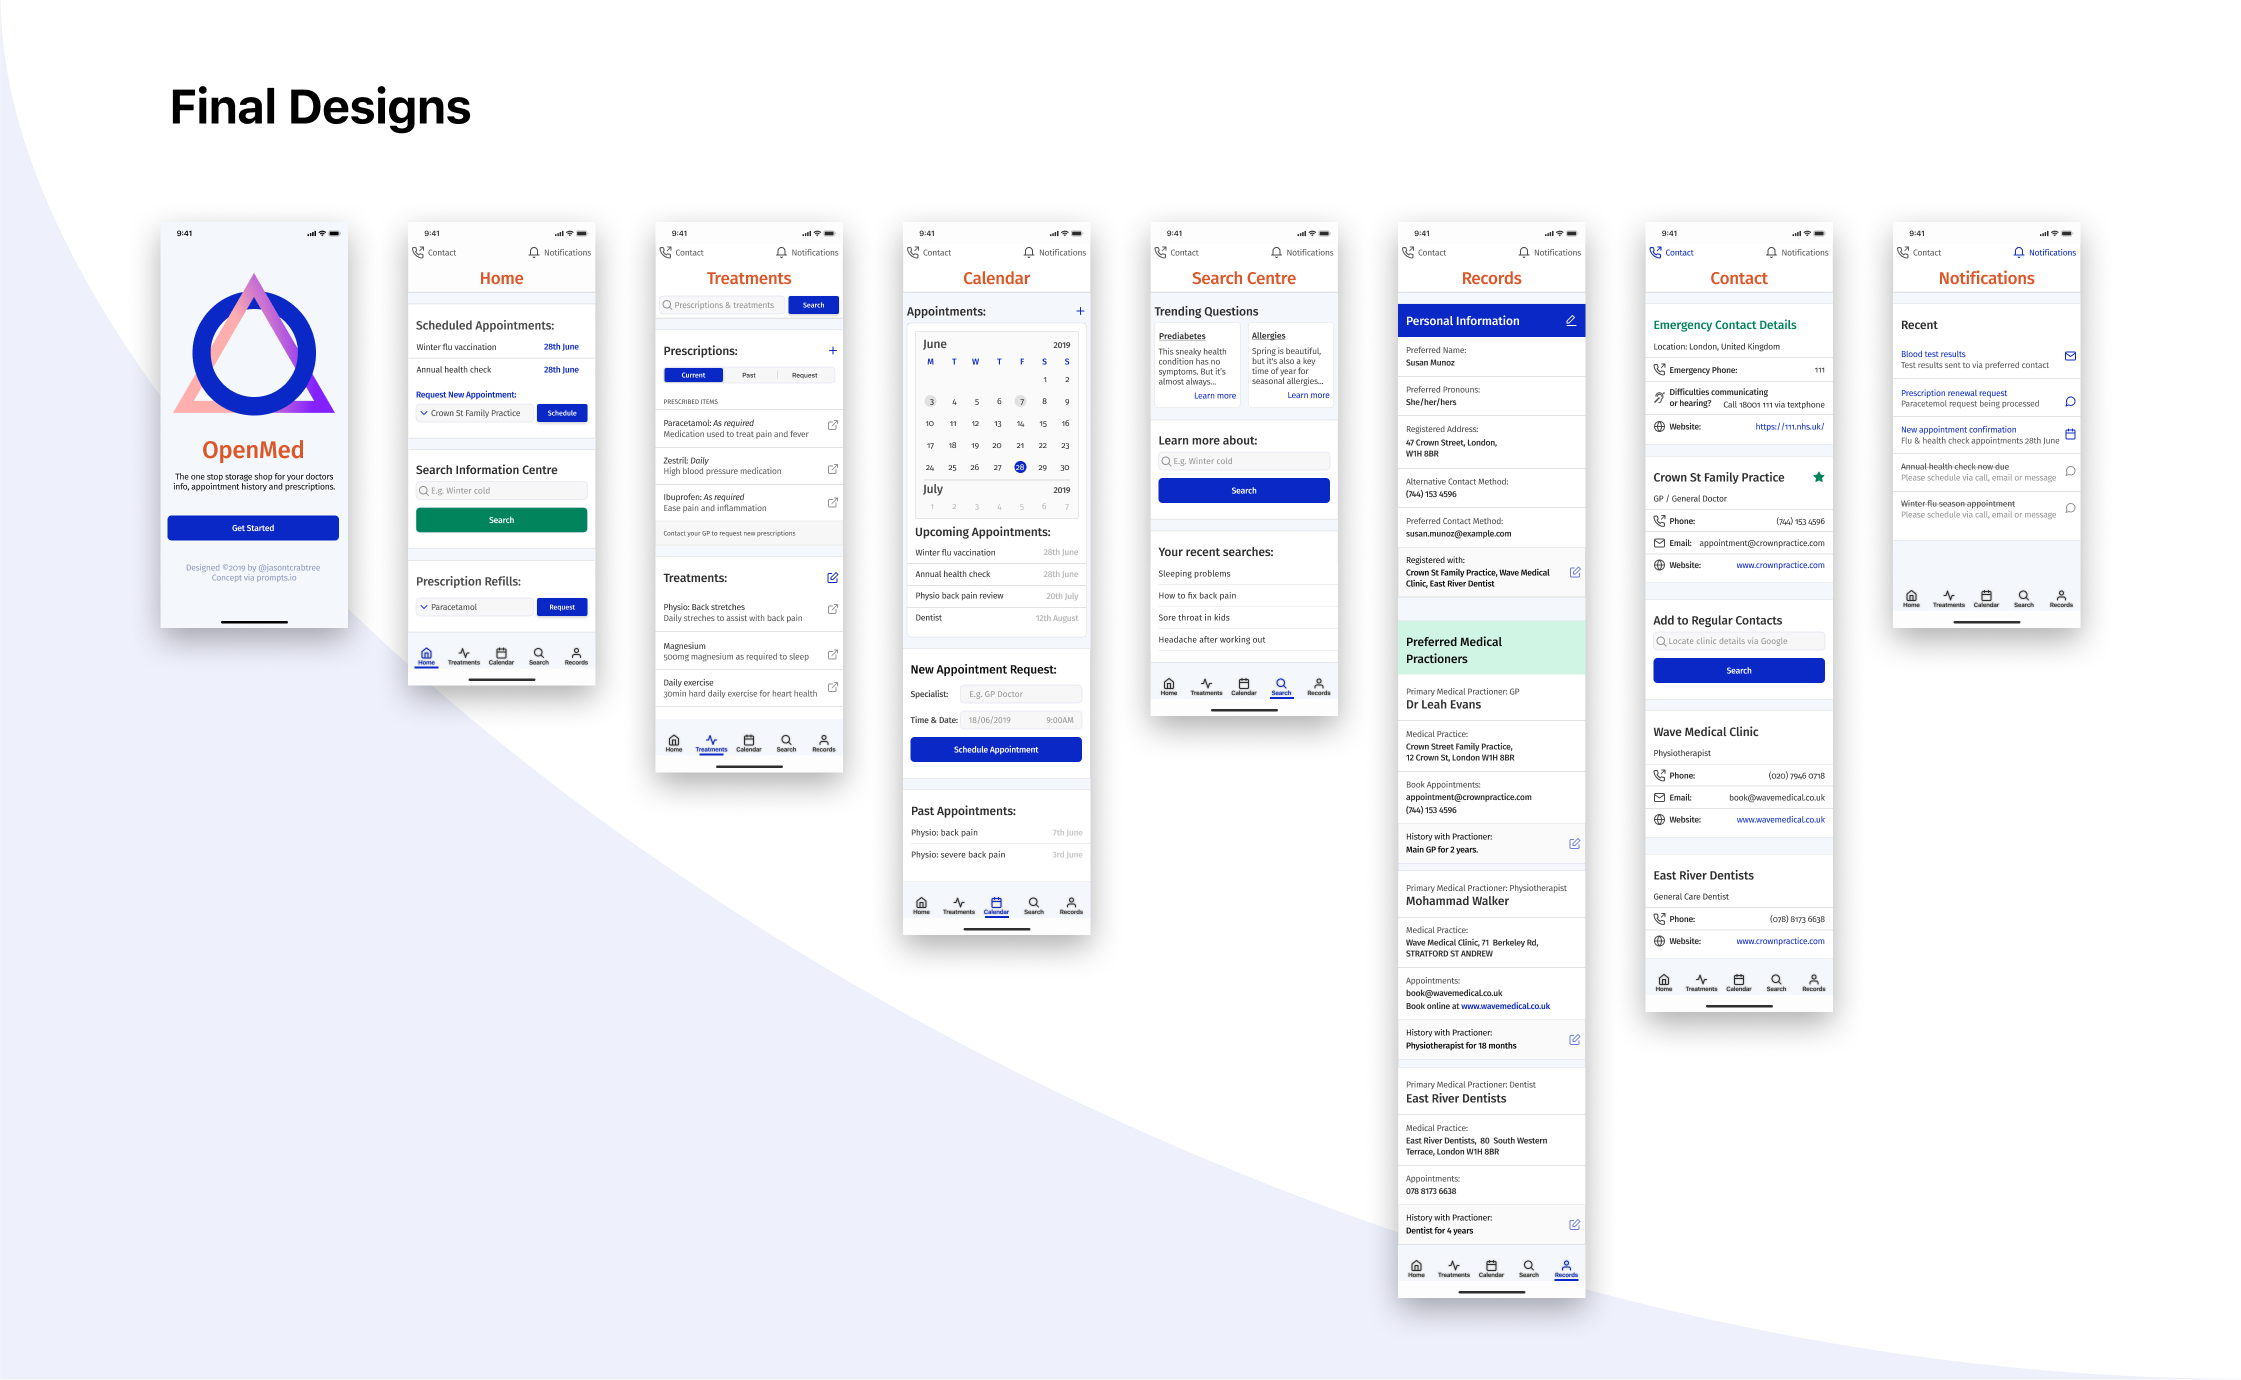 Final Designs
9:41
OpenMed
The one stop storage shop for your doctors
info, appointment history and prescriptions.
Get Started
Designed ©2019 by @jasontcrabtree
Concept via prompts.io
9:41
Contact Notifications
Home
Scheduled Appointments:
Winter flu vaccination 28th June
Annual health check 28th June
Request New Appointment:
Crown St Family Practice Schedule
Search Information Centre
E.g. Winter cold
Search
Prescription Refills:
Paracetamol Request
Home Treatments Calendar Search Records
9:41
Contact Notifications
Treatments
Prescriptions & treatments Search
Prescriptions: +
Current Past Request
PRESCRIBED ITEMS
Paracetamol: As required
Medication used to treat pain and fever
Zestril: Daily
High blood pressure medication
Ibuprofen: As required
Ease pain and inflammation
Contact your GP to request new prescriptions
Treatments:
Physio: Back stretches
Daily streches to assist with back pain
Magnesium
500mg magnesium as required to sleep
Daily exercise
30min hard daily exercise for heart health
Home Treatments Calendar Search Records
9:41
Contact Notifications
Calendar
Appointments: +
June 2019
M T W T F S S
1 2
3 4 5 6 7 8 9
10 11 12 13 14 15 16
17 18 19 20 21 22 23
24 25 26 27 28 29 30
July 2019
1 2 3 4 5 6 7
Upcoming Appointments:
Winter flu vaccination 28th June
Annual health check 28th June
Physio back pain review 20th July
Dentist 12th August
New Appointment Request:
Specialist: E.g. GP Doctor
Time & Date: 18/06/2019 9:00AM
Schedule Appointment
Past Appointments:
Physio: back pain 7th June
Physio: severe back pain 3rd June
Home Treatments Calendar Search Records
9:41
Contact Notifications
Search Centre
Trending Questions
Prediabetes
This sneaky health
condition has no
symptoms. But it's
almost always...
Learn more
Allergies
Spring is beautiful,
but it's also a key
time of year for
seasonal allergies...
Learn more
Learn more about:
E.g. Winter cold
Search
Your recent searches:
Sleeping problems
How to fix back pain
Sore throat in kids
Headache after working out
Home Treatments Calendar Search Records
9:41
Contact Notifications
Records
Personal Information
Preferred Name:
Susan Munoz
Preferred Pronouns:
She/her/hers
Registered Address:
47 Crown Street, London,
W1H 8BR
Alternative Contact Method:
(744) 153 4596
Preferred Contact Method:
susan.munoz@example.com
Registered with:
Crown St Family Practice, Wave Medical
Clinic, East River Dentist
Preferred Medical
Practioners
Primary Medical Practioner: GP
Dr Leah Evans
Medical Practice:
Crown Street Family Practice,
12 Crown St, London W1H 8BR
Book Appointments:
appointment@crownpractice.com
(744) 153 4596
History with Practioner:
Main GP for 2 years.
Primary Medical Practioner: Physiotherapist
Mohammad Walker
Medical Practice:
Wave Medical Clinic, 71 Berkeley Rd,
STRATFORD ST ANDREW
Appointments:
book@wavemedical.co.uk
Book online at www.wavemedical.co.uk
History with Practioner:
Physiotherapist for 18 months
Primary Medical Practioner: Dentist
East River Dentists
Medical Practice:
East River Dentists, 80 South Western
Terrace, London W1H 8BR
Appointments:
078 8173 6638
History with Practioner:
Dentist for 4 years
Home Treatments Calendar Search Records
9:41
Contact Notifications
Contact
Emergency Contact Details
Location: London, United Kingdom
Emergency Phone: 111
Difficulties communicating
or hearing? Call 18001 111 via textphone
Website: https://111.nhs.uk/
Crown St Family Practice
GP / General Doctor
Phone: (744) 153 4596
Email: appointment@crownpractice.com
Website: www.crownpractice.com
Add to Regular Contacts
Locate clinic details via Google
Search
Wave Medical Clinic
Physiotherapist
Phone: (020) 7946 0718
Email: book@wavemedical.co.uk
Website: www.wavemedical.co.uk
East River Dentists
General Care Dentist
Phone: (078) 8173 6638
Website: www.crownpractice.com
Home Treatments Calendar Search Records
9:41
Contact Notifications
Notifications
Recent
Blood test results
Test results sent to via preferred contact
Prescription renewal request
Paracetemol request being processed
New appointment confirmation
Flu & health check appointments 28th June
Annual health check now due
Please schedule via call, email or message
Winter flu season appointment
Please schedule via call, email or message
Home Treatments Calendar Search Records